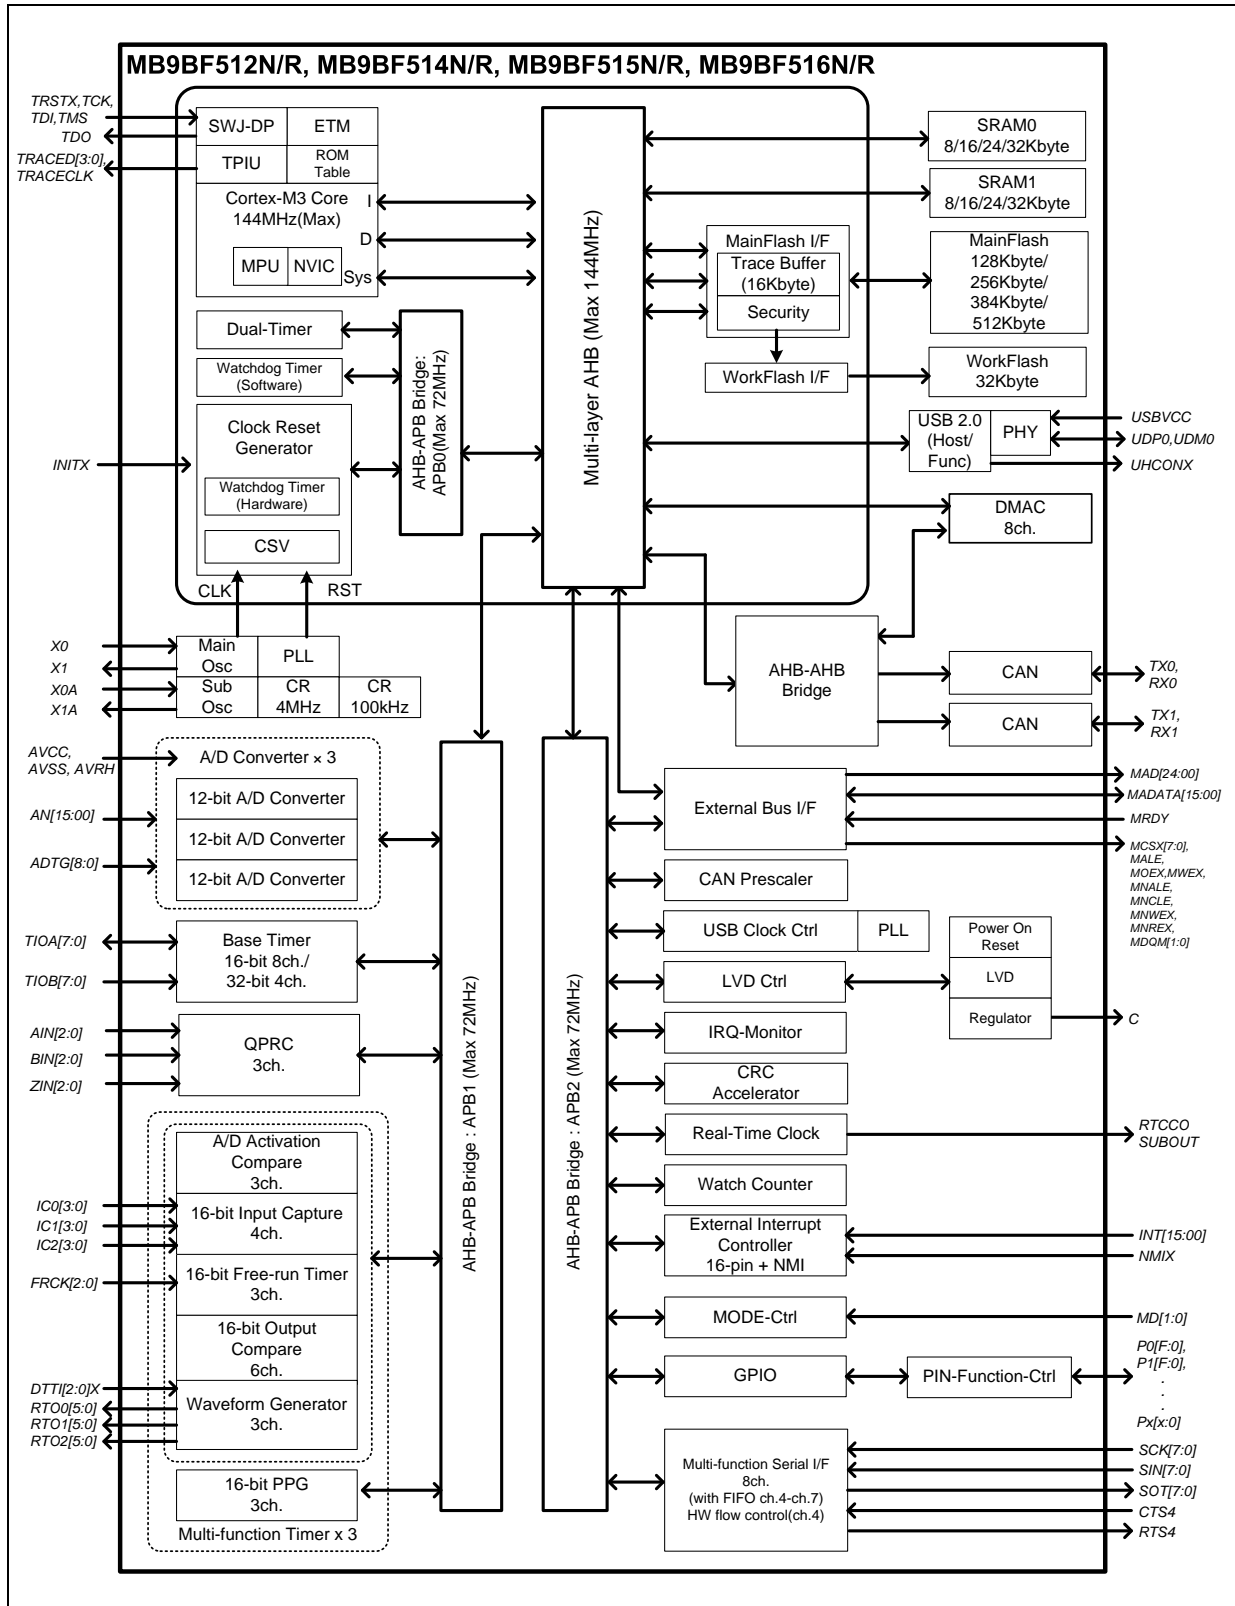 MB9BF512N/R, MB9BF514N/R, MB9BF515N/R, MB9BF516N/R
TRSTX,TCK,
TDI,TMS
TDO
TRACED[3:0],
TRACECLK
SWJ-DP
ETM
TPIU
ROM
Table
Cortex-M3 Core
144MHz(Max)
I
D
Sys
MPU
NVIC
Dual-Timer
Watchdog Timer
(Software)
Clock Reset
Generator
Watchdog Timer
(Hardware)
CSV
INITX
CLK
RST
AHB-APB Bridge:
APB0(Max 72MHz)
Multi-layer AHB (Max 144MHz)
SRAM0
8/16/24/32Kbyte
SRAM1
8/16/24/32Kbyte
MainFlash I/F
Trace Buffer
(16Kbyte)
Security
MainFlash
128Kbyte/
256Kbyte/
384Kbyte/
512Kbyte
WorkFlash I/F
WorkFlash
32Kbyte
USB 2.0
(Host/
Func)
PHY
USBVCC
UDP0,UDM0
UHCONX
DMAC
8ch.
AHB-AHB
Bridge
CAN
TX0,
RX0
CAN
TX1,
RX1
X0
X1
X0A
X1A
Main
Osc
PLL
Sub
Osc
CR
4MHz
CR
100kHz
AVCC,
AVSS, AVRH
AN[15:00]
ADTG[8:0]
A/D Converter × 3
12-bit A/D Converter
12-bit A/D Converter
12-bit A/D Converter
TIOA[7:0]
TIOB[7:0]
Base Timer
16-bit 8ch./
32-bit 4ch.
AIN[2:0]
BIN[2:0]
ZIN[2:0]
QPRC
3ch.
A/D Activation
Compare
3ch.
IC0[3:0]
IC1[3:0]
IC2[3:0]
16-bit Input Capture
4ch.
FRCK[2:0]
16-bit Free-run Timer
3ch.
16-bit Output
Compare
6ch.
DTTI[2:0]X
RTO0[5:0]
RTO1[5:0]
RTO2[5:0]
Waveform Generator
3ch.
16-bit PPG
3ch.
Multi-function Timer x 3
AHB-APB Bridge : APB1 (Max 72MHz)
AHB-APB Bridge : APB2 (Max 72MHz)
External Bus I/F
MAD[24:00]
MADATA[15:00]
MRDY
MCSX[7:0],
MALE,
MOEX,MWEX,
MNALE,
MNCLE,
MNWEX,
MNREX,
MDQM[1:0]
CAN Prescaler
USB Clock Ctrl
PLL
LVD Ctrl
Power On
Reset
LVD
Regulator
C
IRQ-Monitor
CRC
Accelerator
Real-Time Clock
RTCCO
SUBOUT
Watch Counter
External Interrupt
Controller
16-pin + NMI
INT[15:00]
NMIX
MODE-Ctrl
MD[1:0]
GPIO
PIN-Function-Ctrl
P0[F:0],
P1[F:0],
.
.
.
Px[x:0]
Multi-function Serial I/F
8ch.
(with FIFO ch.4-ch.7)
HW flow control(ch.4)
SCK[7:0]
SIN[7:0]
SOT[7:0]
CTS4
RTS4